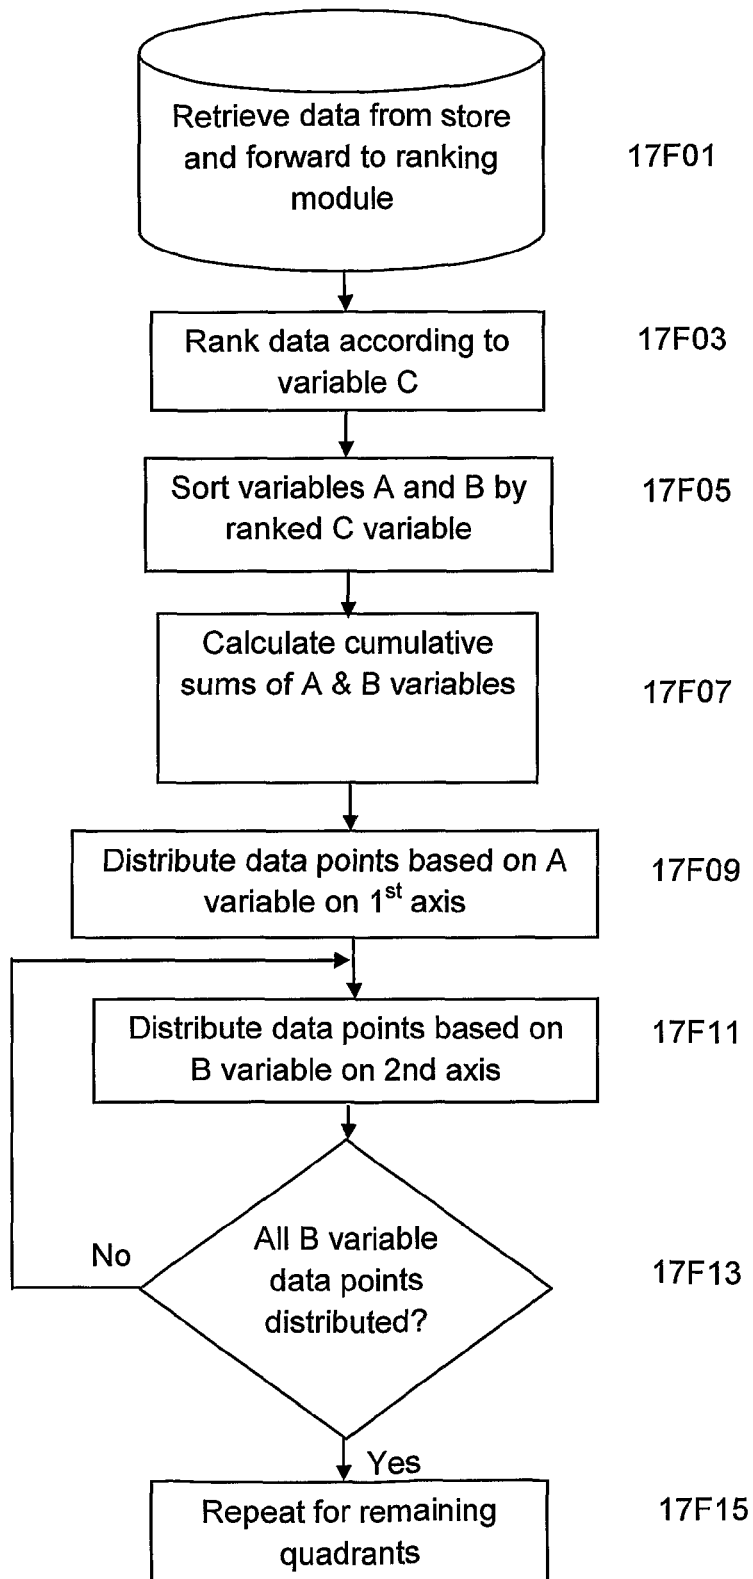 Retrieve data from store
and forward to ranking
module
17F01
Rank data according to
variable C
17F03
Sort variables A and B by
ranked C variable
17F05
Calculate cumulative
sums of A & B variables
17F07
Distribute data points based on A
variable on 1st axis
17F09
Distribute data points based on
B variable on 2nd axis
17F11
No
All B variable
data points
distributed?
17F13
Yes
Repeat for remaining
quadrants
17F15